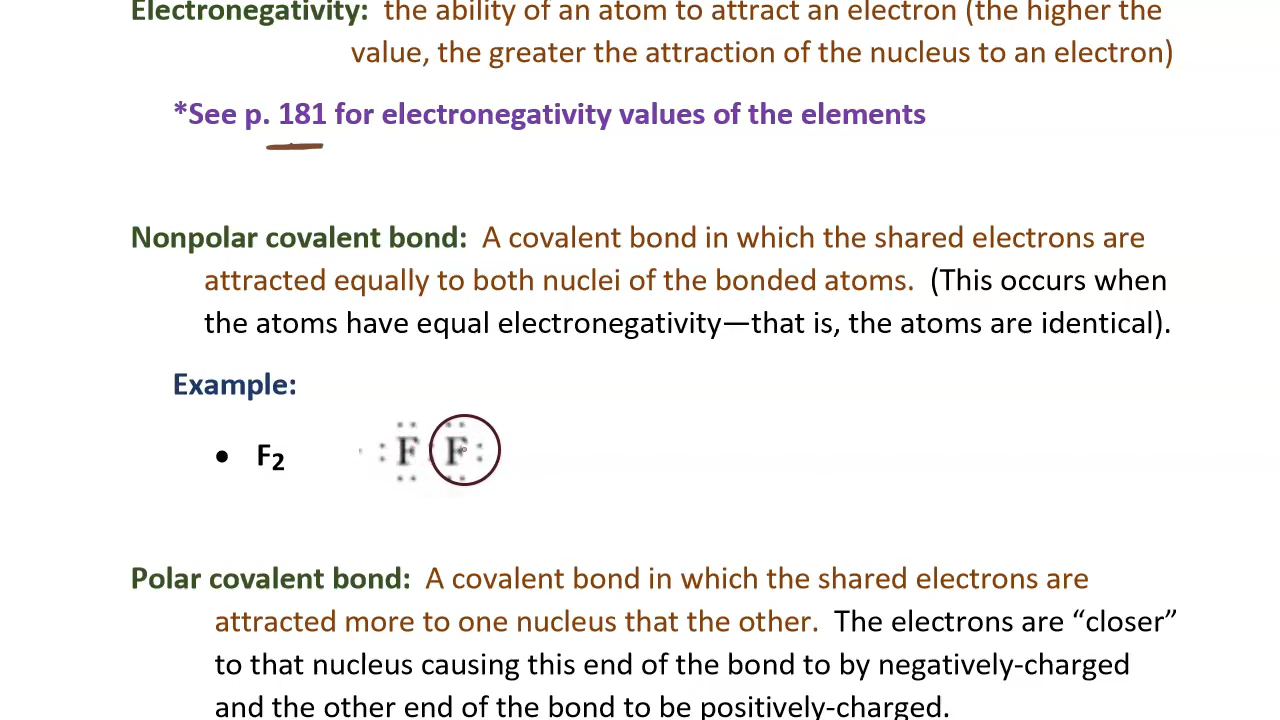 Electronegativity: the ability of an atom to attract an electron (the higher the
value, the greater the attraction of the nucleus to an electron)
*See p. 181 for electronegativity values of the elements
Nonpolar covalent bond: A covalent bond in which the shared electrons are
attracted equally to both nuclei of the bonded atoms. (This occurs when
the atoms have equal electronegativity—that is, the atoms are identical).
Example:
• F2 :F F:
Polar covalent bond: A covalent bond in which the shared electrons are
attracted more to one nucleus that the other. The electrons are “closer”
to that nucleus causing this end of the bond to by negatively-charged
and the other end of the bond to be positively-charged.